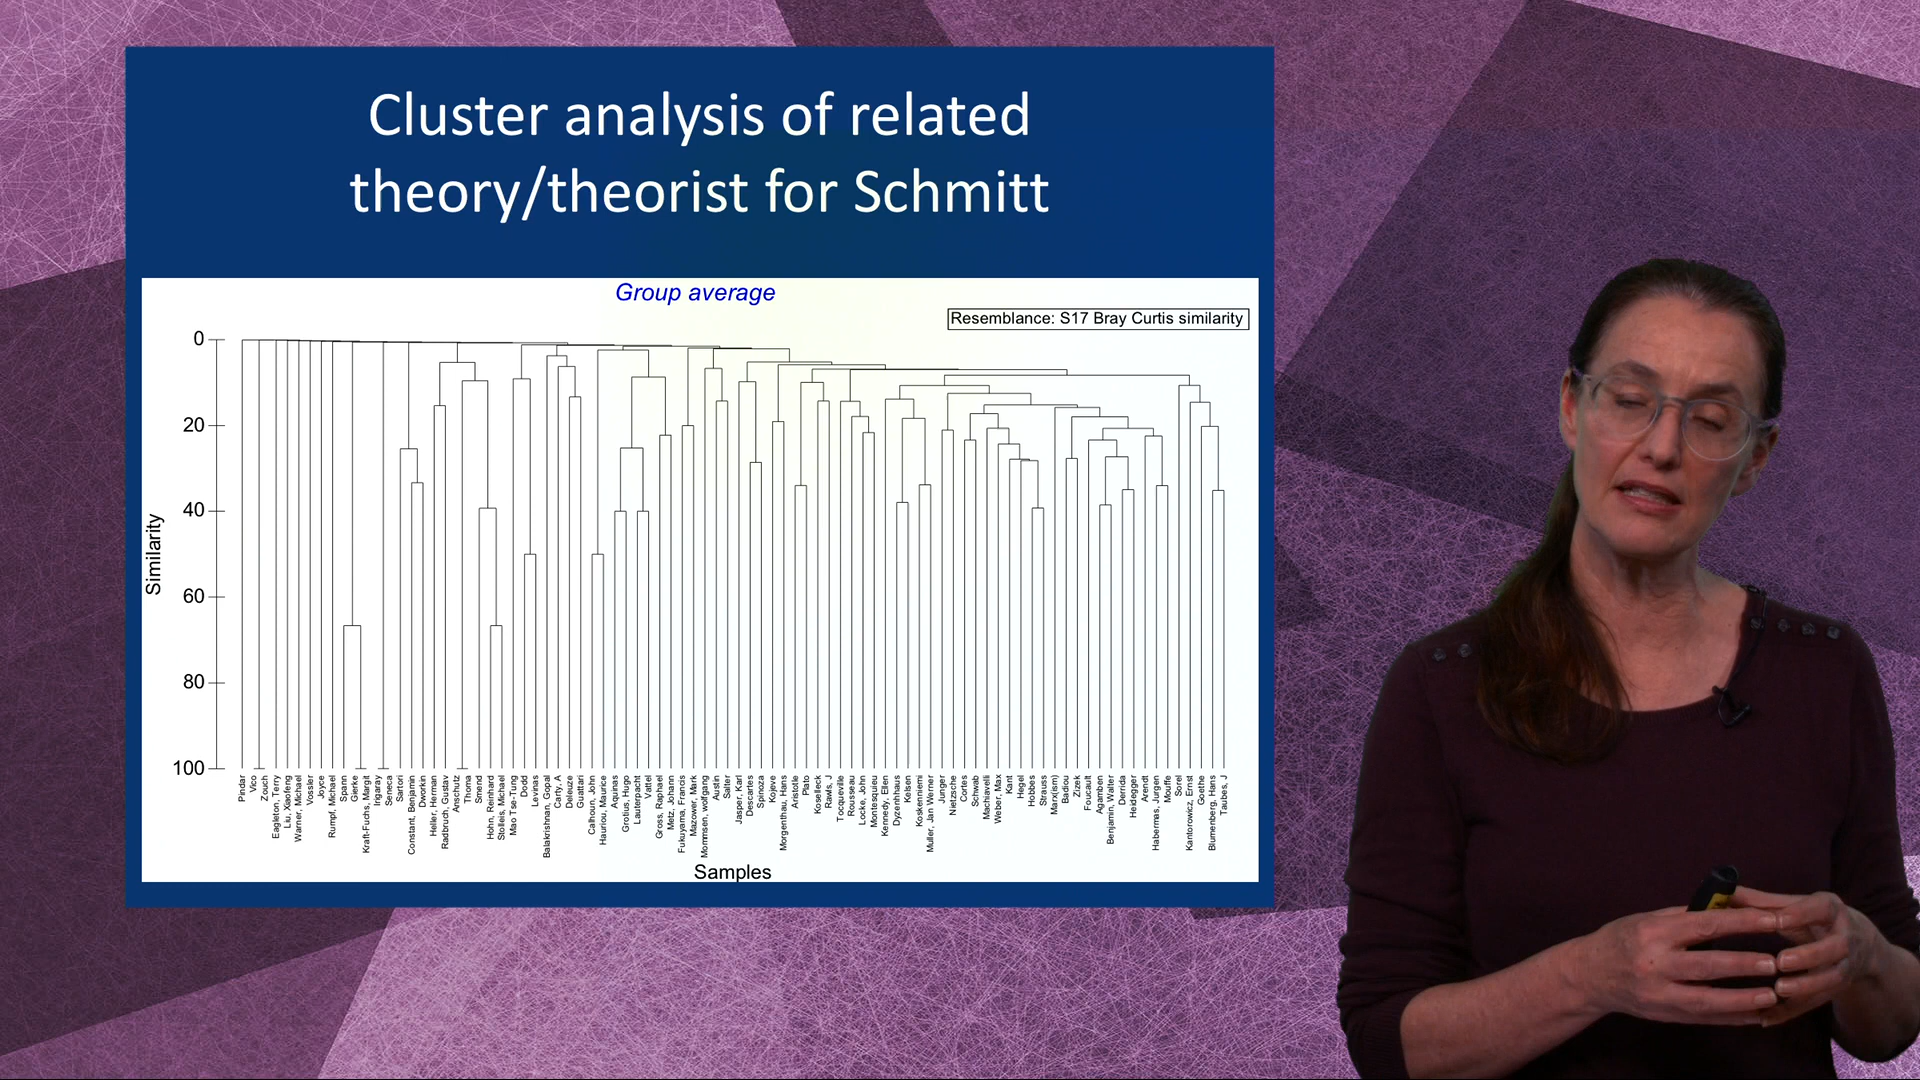 Cluster analysis of related
theory/theorist for Schmitt
Group average
Resemblance: S17 Bray Curtis similarity
Similarity
0
20
40
60
80
100
Pindar
Vico
Zouch
Eagleton, Terry
Liu, Xiaofeng
Warner, Michael
Vossler
Joyce
Rumpf, Michael
Spann
Gierke
Kraft-Fuchs, Margit
Irigaray
Seneca
Sartori
Constant, Benjamin
Dworkin
Heller, Herman
Radbruch, Gustav
Anschutz
Thoma
Smend
Hohn, Reinhard
Stolleis, Michael
Mao Tse-Tung
Dodd
Levinas
Balakrishnan, Gopal
Carty, A
Deleuze
Guattari
Calhoun, John
Hauriou, Maurice
Aquinas
Grotius, Hugo
Lauterpacht
Vattel
Gross, Raphael
Metz, Johann
Fukuyama, Francis
Mazower, Mark
Mommsen, wolfgang
Austin
Salter
Jasper, Karl
Descartes
Spinoza
Kojeve
Morgenthau, Hans
Aristotle
Plato
Koselleck
Rawls, J
Tocqueville
Rousseau
Locke, John
Montesquieu
Kennedy, Ellen
Dyzenhaus
Kelsen
Koskenniemi
Muller, Jan Werner
Junger
Nietzsche
Cortes
Schwab
Machiavelli
Weber, Max
Kant
Hegel
Hobbes
Strauss
Marx(ism)
Badiou
Zizek
Foucault
Agamben
Benjamin, Walter
Derrida
Heidegger
Arendt
Habermas, Jurgen
Mouffe
Sorel
Kantorowicz, Ernst
Goethe
Blumenberg, Hans
Taubes, J
Samples